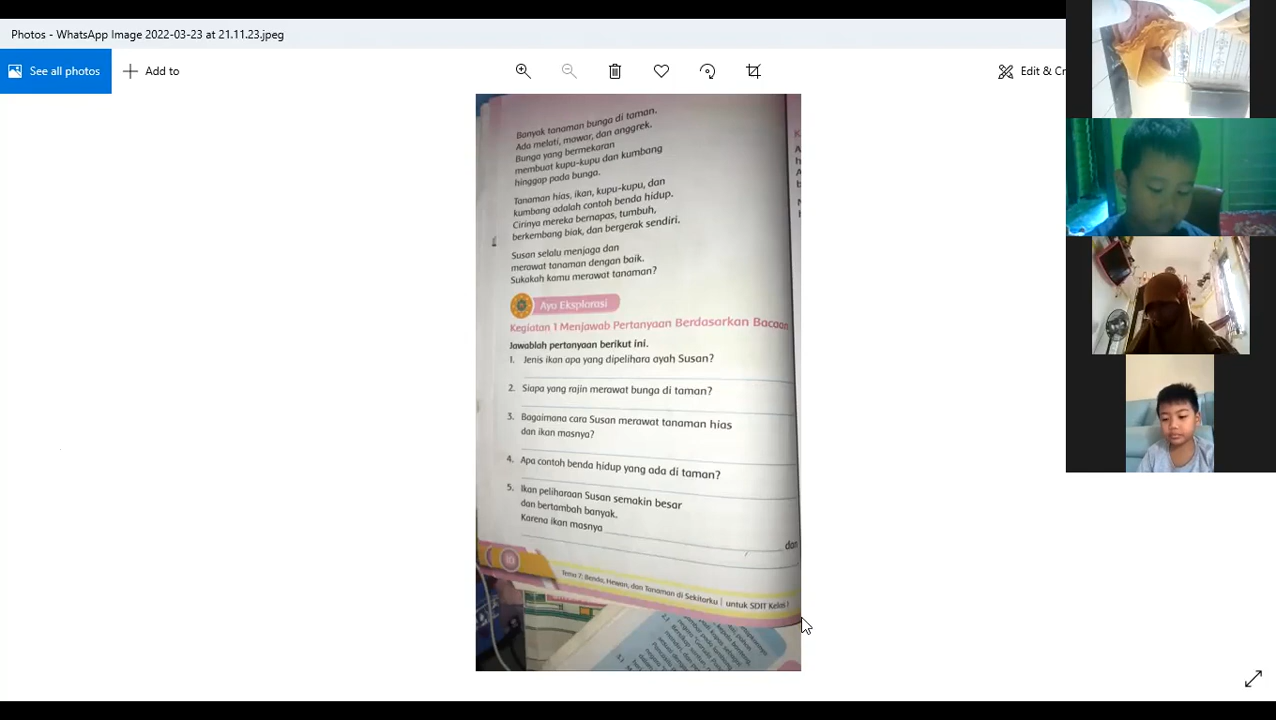 Photos - WhatsApp Image 2022-03-23 at 21.11.23.jpeg
See all photos
Add to
Edit & Cr
Banyak tanaman bunga di taman.
Ada melati, mawar, dan anggrek.
Bunga yang bermekaran
membuat kupu-kupu dan kumbang
hinggap pada bunga.
Tanaman hias, ikan, kupu-kupu, dan
kumbang adalah contoh benda hidup.
Cirinya mereka bernapas, tumbuh,
berkembang biak, dan bergerak sendiri.
Susan selalu menjaga dan
merawat tanaman dengan baik.
Sukakah kamu merawat tanaman?
Ayo Eksplorasi
Kegiatan 1 Menjawab Pertanyaan Berdasarkan Bacaan
Jawablah pertanyaan berikut ini.
1. Jenis ikan apa yang dipelihara ayah Susan?
2. Siapa yang rajin merawat bunga di taman?
3. Bagaimana cara Susan merawat tanaman hias
dan ikan masnya?
4. Apa contoh benda hidup yang ada di taman?
5. Ikan peliharaan Susan semakin besar
dan bertambah banyak.
Karena ikan masnya
dan
10
Tema 7: Benda, Hewan, dan Tanaman di Sekitarku | untuk SDIT Kelas I